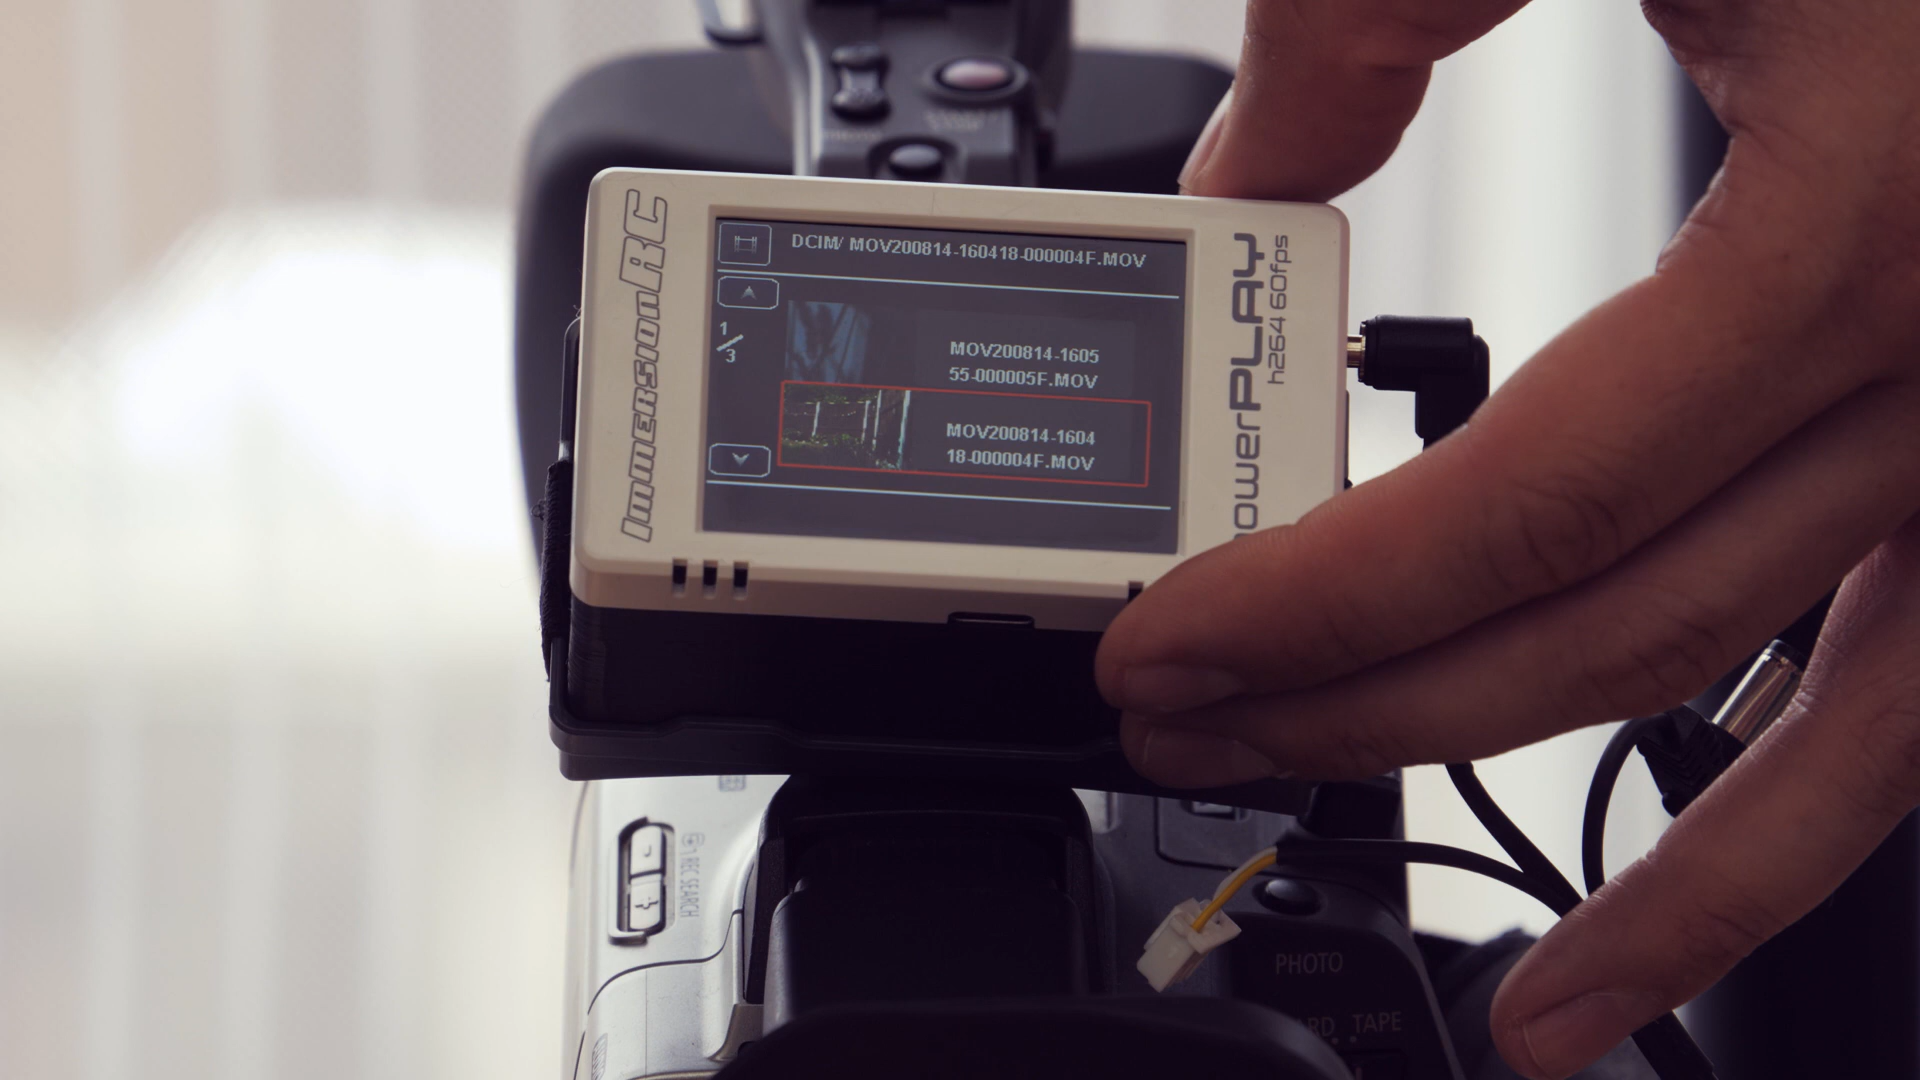 ImmersionRC
DCIM/ MOV200814-160418-000004F.MOV
1/3
MOV200814-1605
55-000005F.MOV
MOV200814-1604
18-000004F.MOV
powerPLAY
h264 60fps
REC SEARCH
- +
PHOTO
TAPE